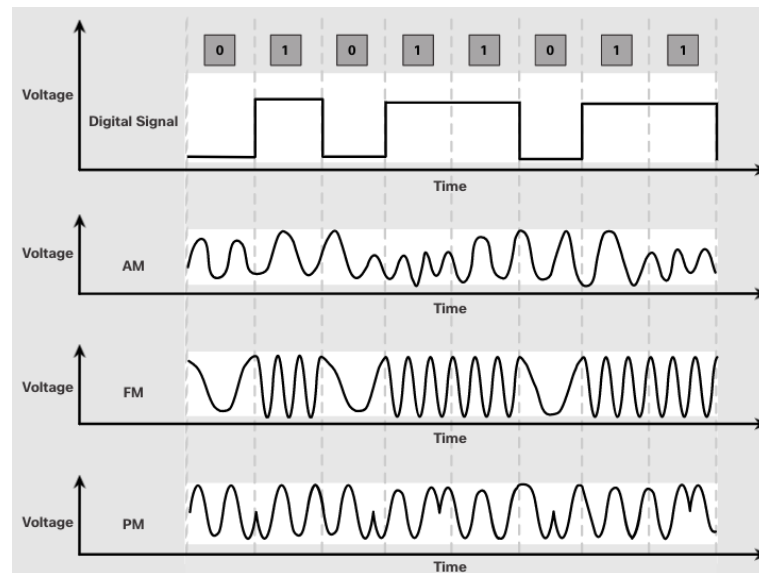 0 1 0 1 1 0 1 1
Voltage
Digital Signal
Time
Voltage
AM
Time
Voltage
FM
Time
Voltage
PM
Time